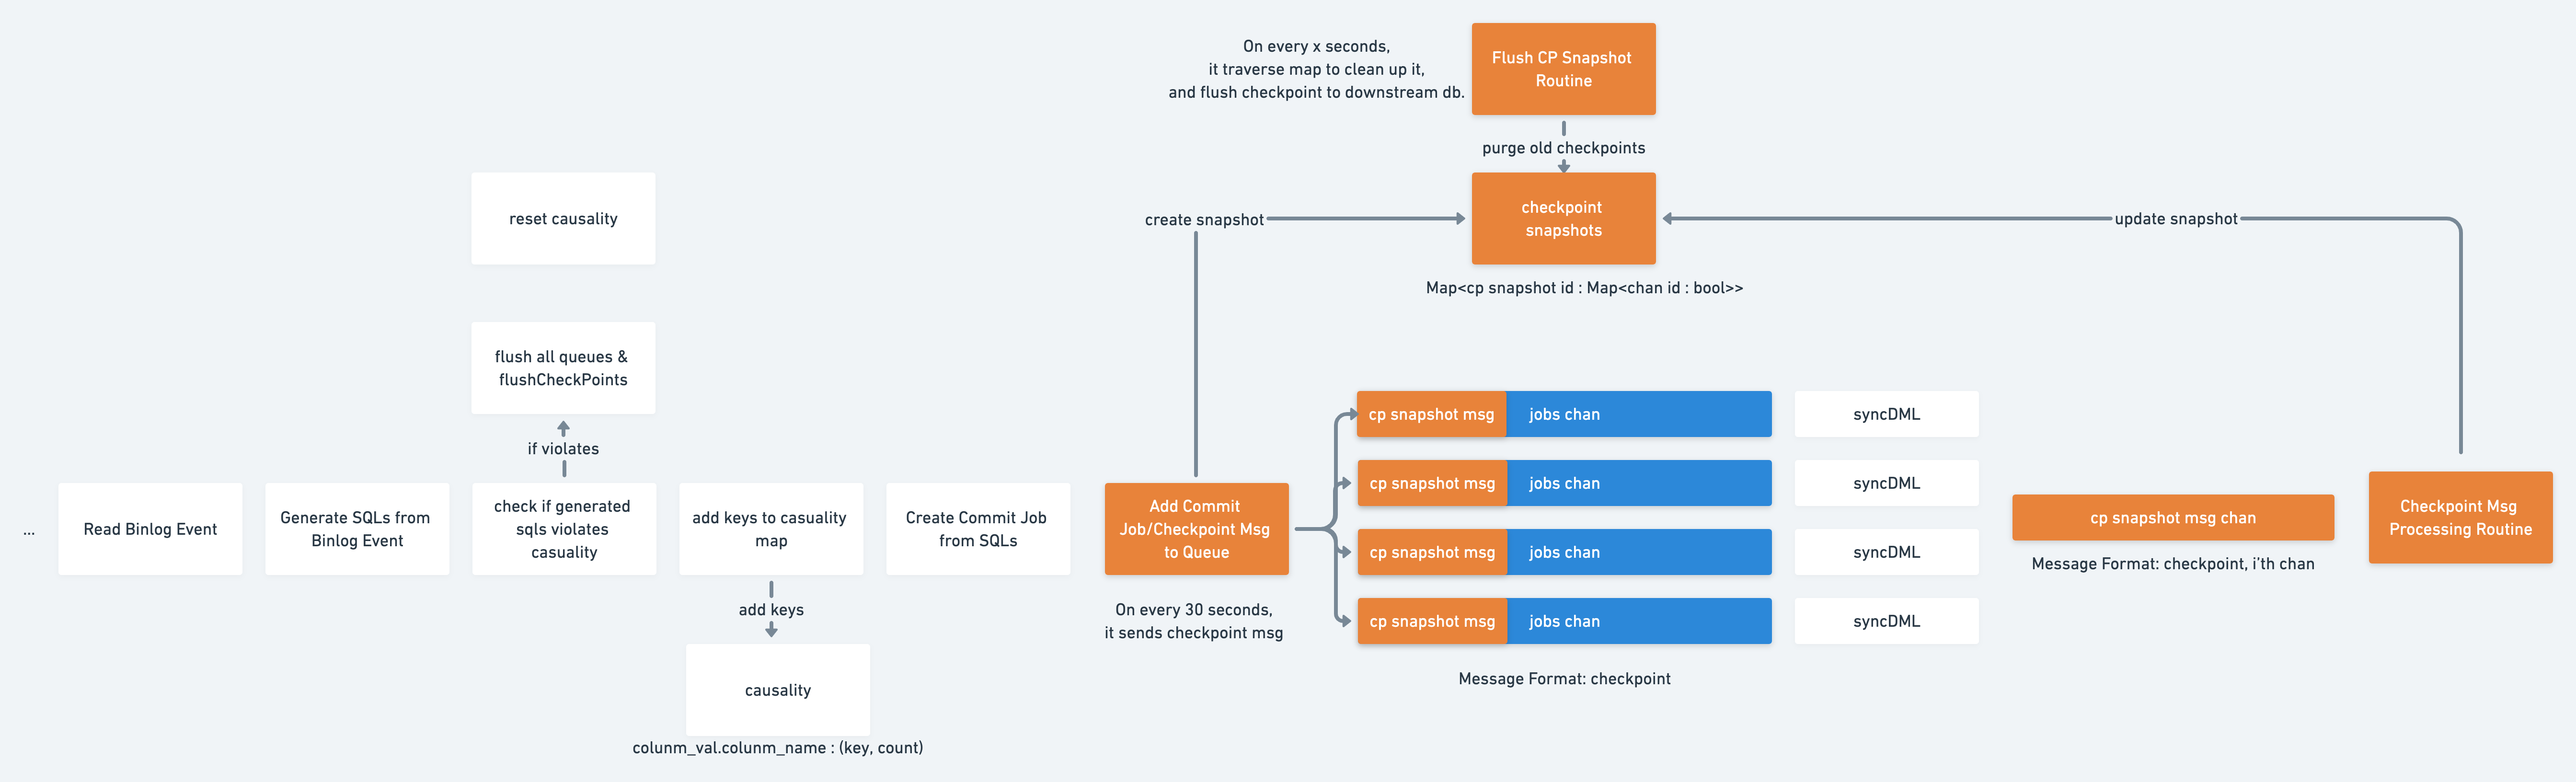 On every x seconds,
it traverse map to clean up it,
and flush checkpoint to downstream db.
Flush CP Snapshot
Routine
purge old checkpoints
reset causality
create snapshot
checkpoint
snapshots
update snapshot
Map<cp snapshot id : Map<chan id : bool>>
flush all queues &
flushCheckPoints
if violates
...
Read Binlog Event
Generate SQLs from
Binlog Event
check if generated
sqls violates
casuality
add keys to casuality
map
Create Commit Job
from SQLs
Add Commit
Job/Checkpoint Msg
to Queue
On every 30 seconds,
it sends checkpoint msg
add keys
causality
colunm_val.colunm_name : (key, count)
cp snapshot msg
jobs chan
syncDML
cp snapshot msg
jobs chan
syncDML
cp snapshot msg
jobs chan
syncDML
cp snapshot msg
jobs chan
syncDML
Message Format: checkpoint
cp snapshot msg chan
Message Format: checkpoint, i'th chan
Checkpoint Msg
Processing Routine